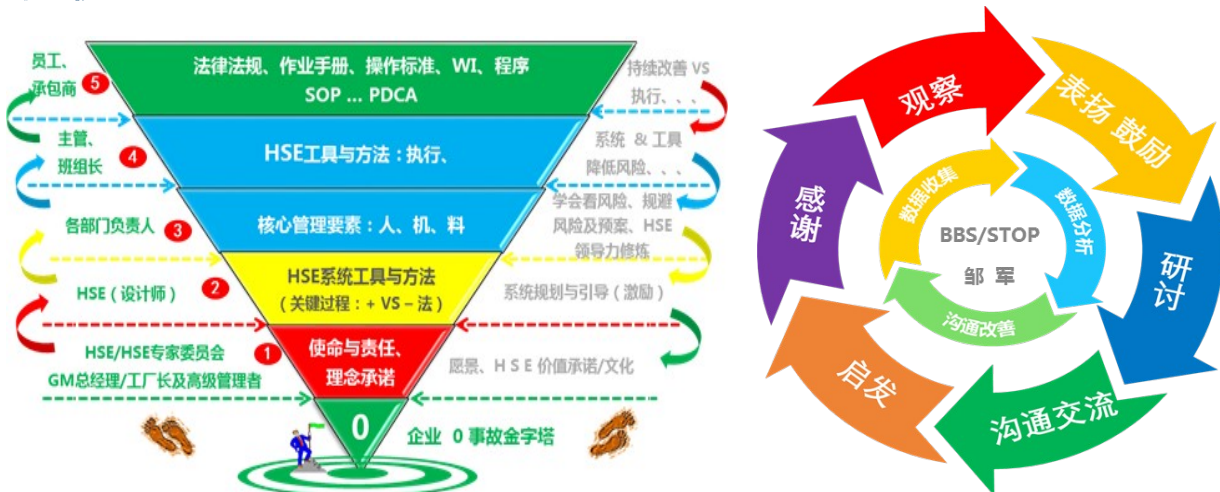 员工、
承包商
5
法律法规、作业手册、操作标准、WI、程序
SOP ... PDCA
持续改善 VS
执行、、、
主管、
班组长
4
HSE工具与方法：执行、
系统 & 工具
降低风险、、、
各部门负责人
3
核心管理要素：人、机、料
学会看风险、规避
风险及预案、HSE
领导力修炼
HSE（设计师）
2
HSE系统工具与方法
（关键过程：+ VS – 法）
系统规划与引导（激励）
HSE/HSE专家委员会
GM总经理/工厂长及高级管理者
1
使命与责任、
理念承诺
愿景、H S E 价值承诺/文化
0
企业 0 事故金字塔
观察
表扬 鼓励
研讨
沟通交流
启发
感谢
数据收集
数据分析
沟通改善
BBS/STOP
邹 军